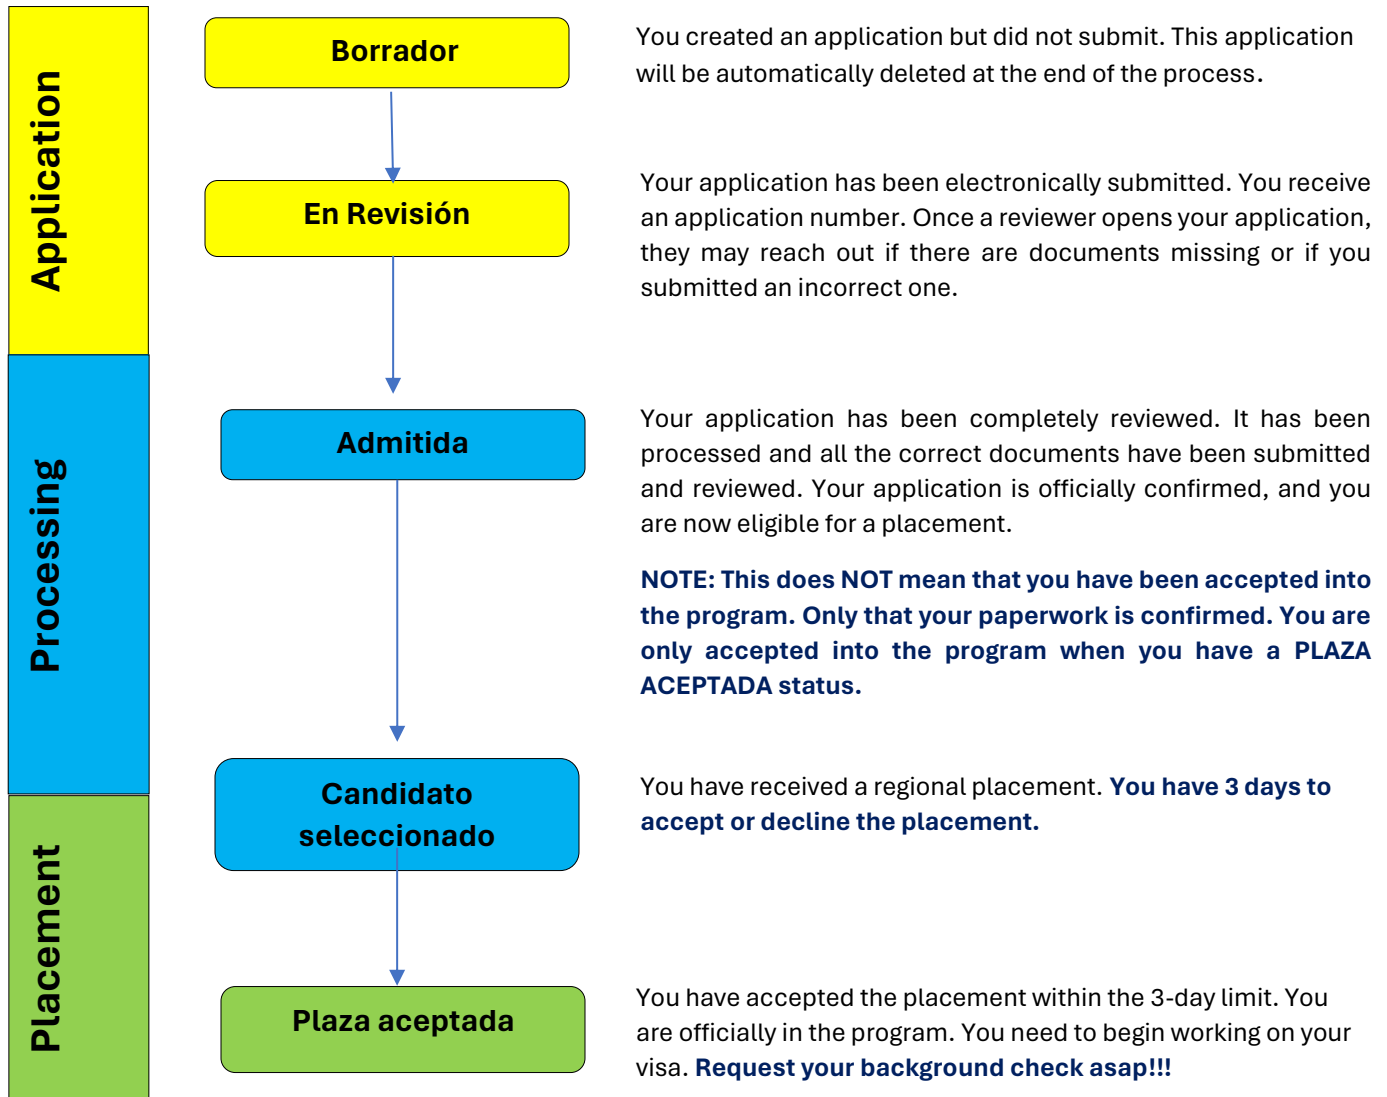 Application
Borrador
You created an application but did not submit. This application
will be automatically deleted at the end of the process.
En Revisión
Your application has been electronically submitted. You receive
an application number. Once a reviewer opens your application,
they may reach out if there are documents missing or if you
submitted an incorrect one.
Processing
Admitida
Your application has been completely reviewed. It has been
processed and all the correct documents have been submitted
and reviewed. Your application is officially confirmed, and you
are now eligible for a placement.
NOTE: This does NOT mean that you have been accepted into
the program. Only that your paperwork is confirmed. You are
only accepted into the program when you have a PLAZA
ACEPTADA status.
Candidato
seleccionado
You have received a regional placement. You have 3 days to
accept or decline the placement.
Placement
Plaza aceptada
You have accepted the placement within the 3-day limit. You
are officially in the program. You need to begin working on your
visa. Request your background check asap!!!